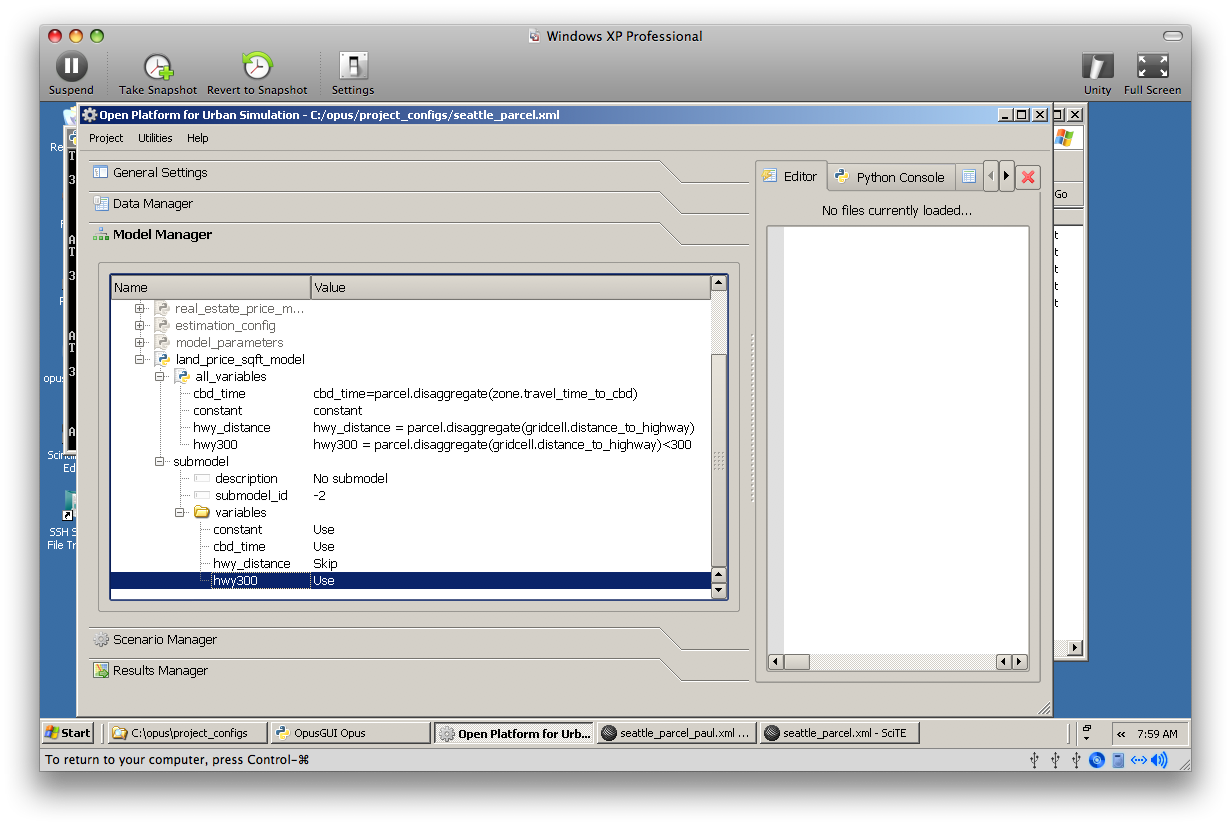 Windows XP Professional
Suspend
Take Snapshot
Revert to Snapshot
Settings
Unity
Full Screen
Open Platform for Urban Simulation - C:/opus/project_configs/seattle_parcel.xml
Project Utilities Help
General Settings
Data Manager
Model Manager
Name Value
real_estate_price_m...
estimation_config
model_parameters
land_price_sqft_model
all_variables
cbd_time cbd_time=parcel.disaggregate(zone.travel_time_to_cbd)
constant constant
hwy_distance hwy_distance = parcel.disaggregate(gridcell.distance_to_highway)
hwy300 hwy300 = parcel.disaggregate(gridcell.distance_to_highway)<300
submodel
description No submodel
submodel_id -2
variables
constant Use
cbd_time Use
hwy_distance Skip
hwy300 Use
Scenario Manager
Results Manager
Editor
Python Console
No files currently loaded...
Go
Re
opus
Ed
SSH S
File Tr
Start
C:\opus\project_configs
OpusGUI Opus
Open Platform for Urb...
seattle_parcel_paul.xml ...
seattle_parcel.xml - SciTE
«
7:59 AM
To return to your computer, press Control-⌘